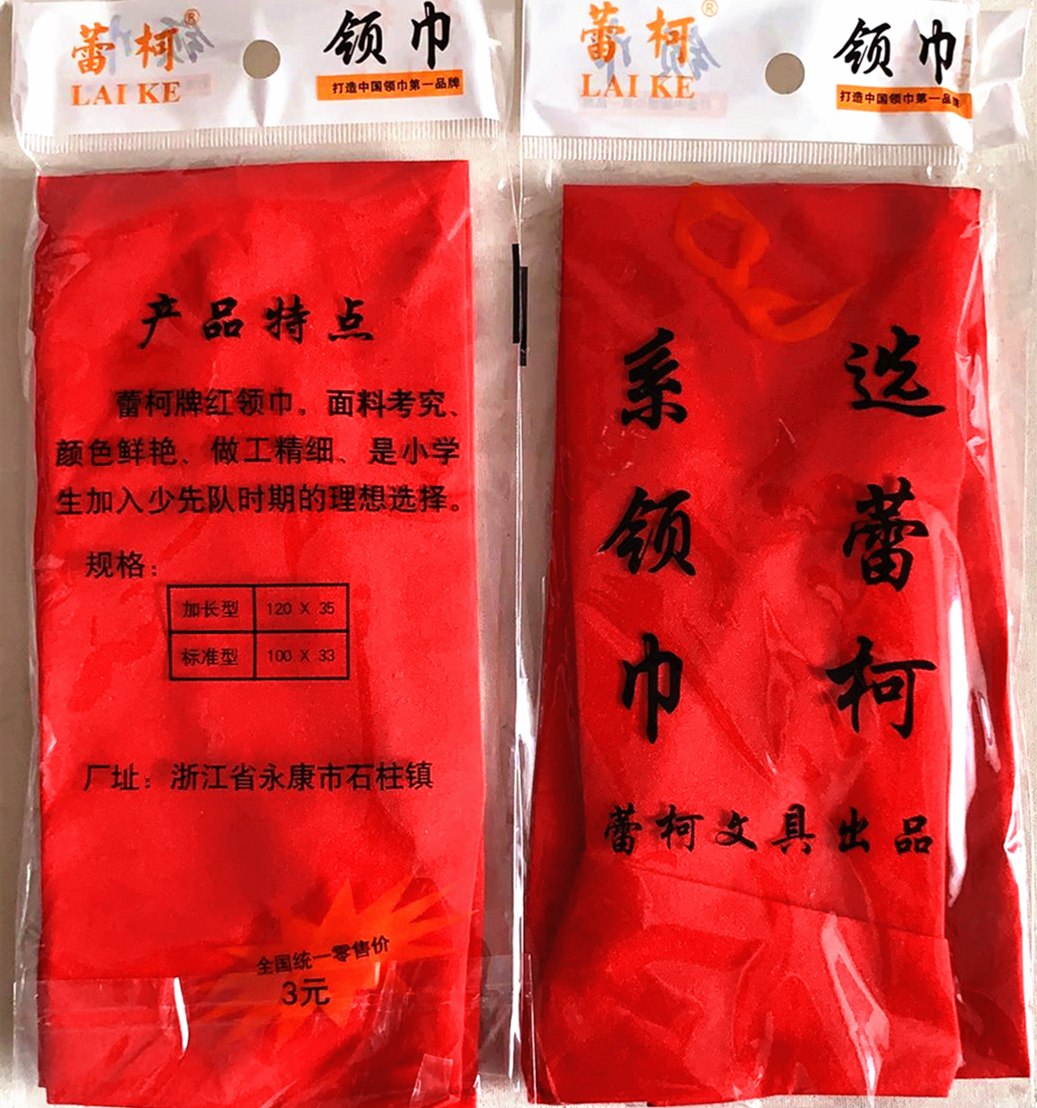 蕾柯®
LAI KE
领巾
打造中国领巾第一品牌
产品特点
蕾柯牌红领巾。面料考究、
颜色鲜艳、做工精细、是小学
生加入少先队时期的理想选择。
规格：
加长型 120 X 35
标准型 100 X 33
厂址：浙江省永康市石柱镇
全国统一零售价
3元
蕾柯®
LAI KE
领巾
打造中国领巾第一品牌
选蕾柯
系领巾
蕾柯文具出品